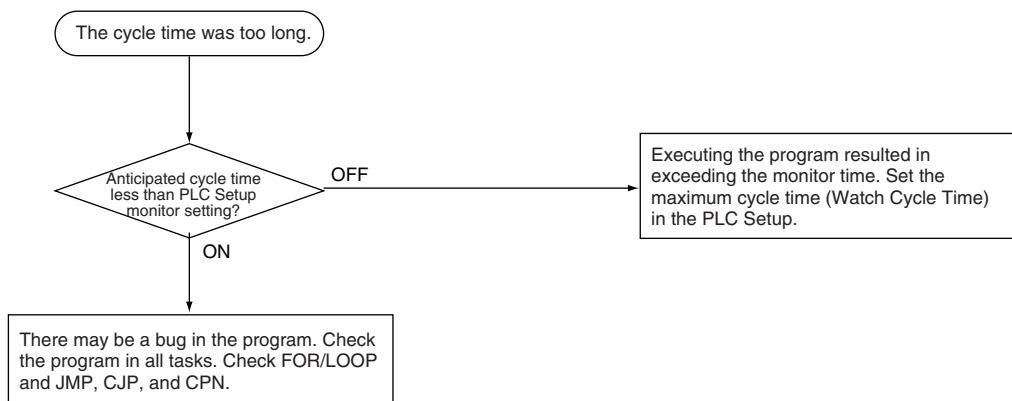 The cycle time was too long.
Anticipated cycle time
less than PLC Setup
monitor setting?
OFF
Executing the program resulted in
exceeding the monitor time. Set the
maximum cycle time (Watch Cycle Time)
in the PLC Setup.
ON
There may be a bug in the program. Check
the program in all tasks. Check FOR/LOOP
and JMP, CJP, and CPN.